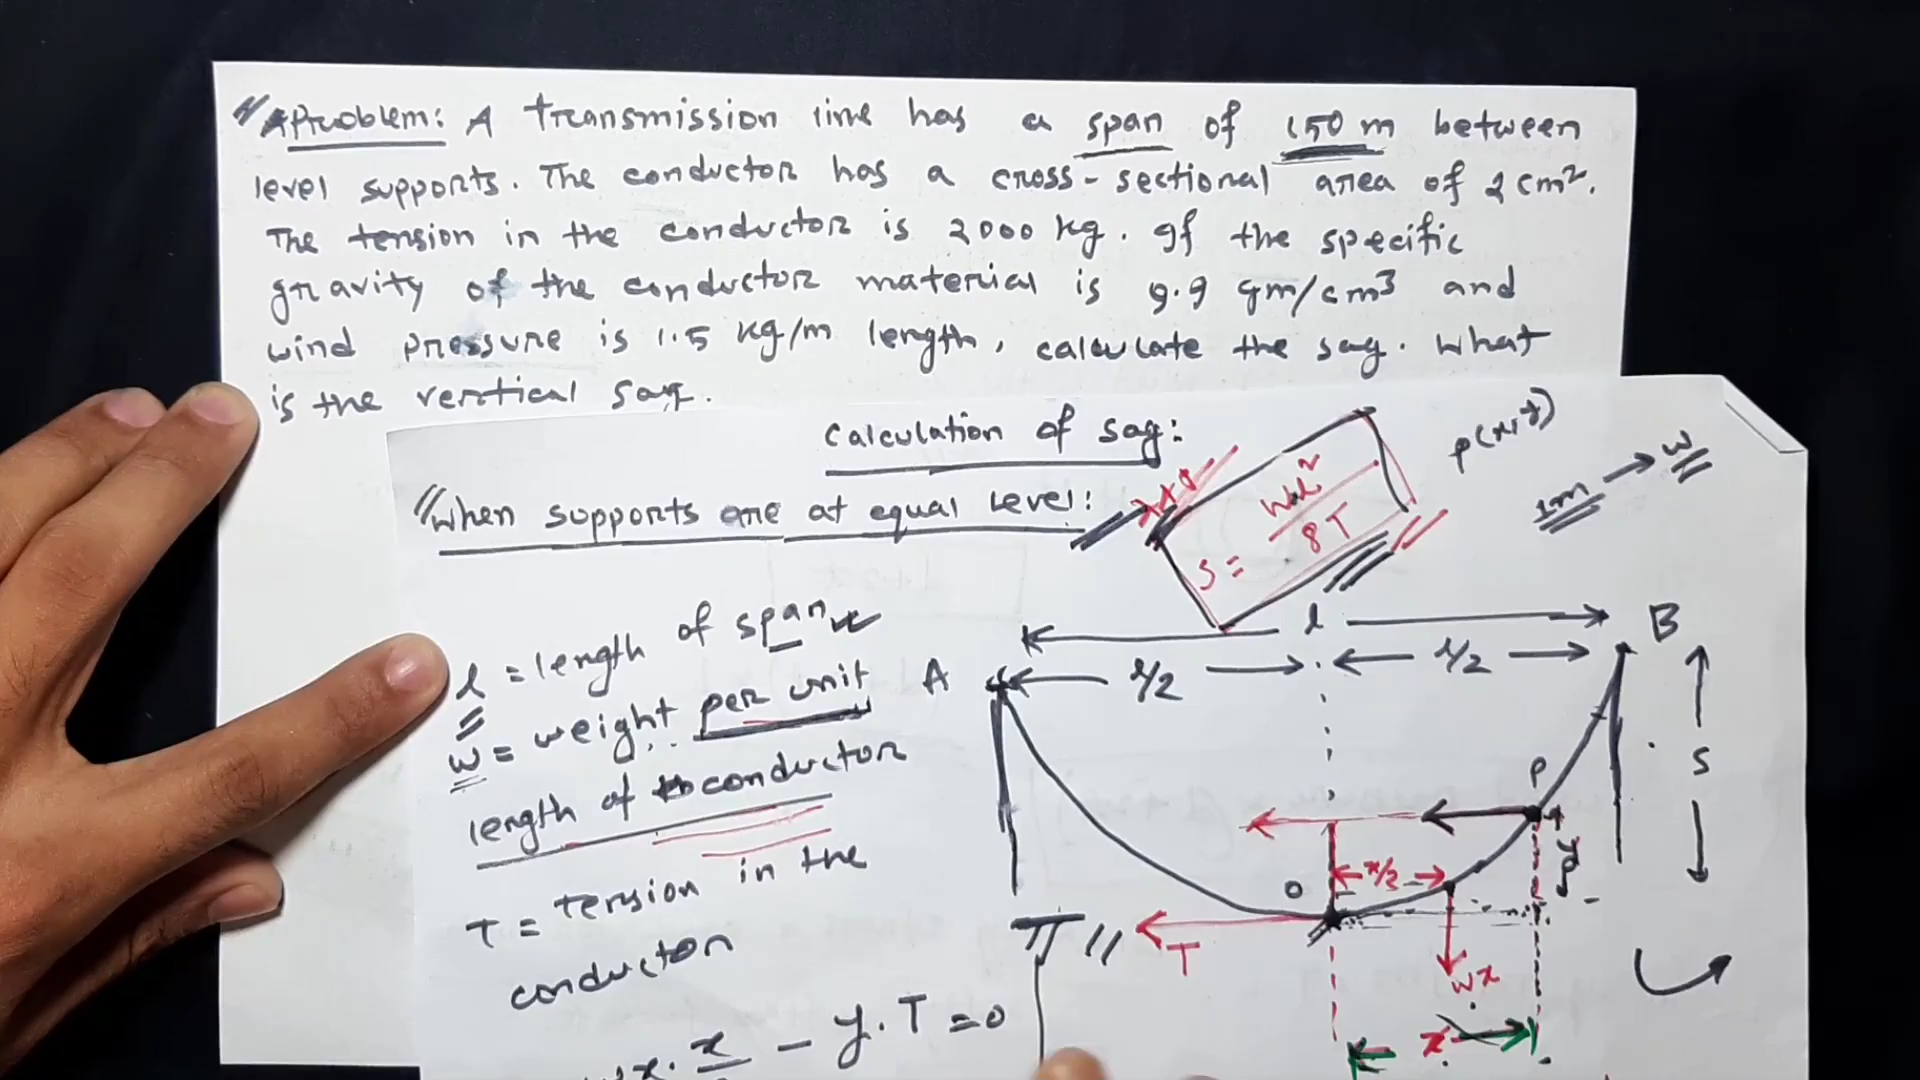 Problem: A transmission line has a span of 150 m between
level supports. The conductor has a cross-sectional area of 2 cm².
The tension in the conductor is 2000 kg. If the specific
gravity of the conductor material is 9.9 gm/cm³ and
wind pressure is 1.5 kg/m length, calculate the sag. What
is the vertical sag.
Calculation of sag:
P(x,y)
1m → w
When supports are at equal level:
S = wl² / 8T
l = length of span
w = weight per unit
length of conductor
T = tension in the
conductor
l
B
A
l/2
l/2
S
P
y
x/2
O
T
wx
x
wx. x/ - y.T = 0